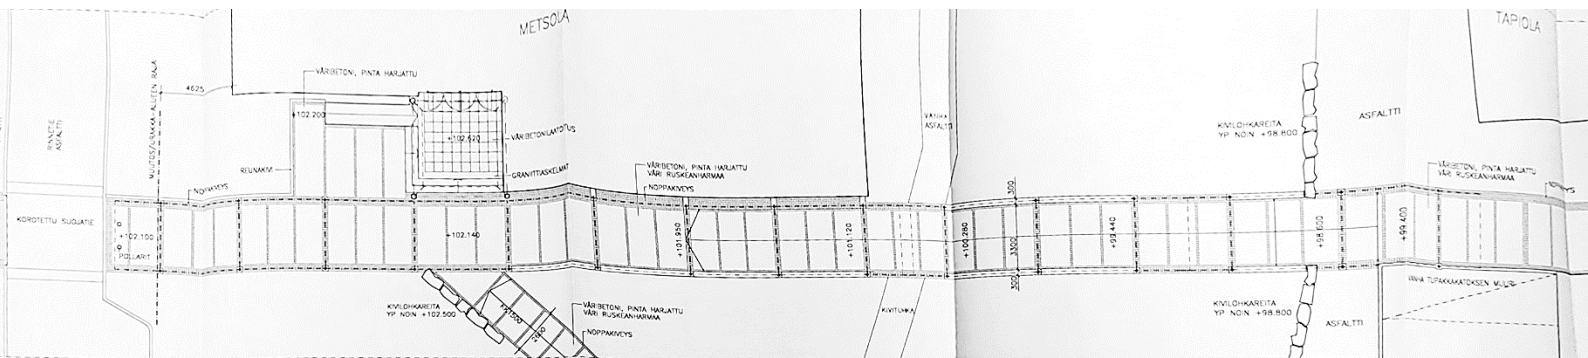 METSOLA
TAPIOLA
VÄRIBETONI, PINTA HARJATTU
4625
MUUTOS/URAKKA-ALUEEN RAJA
RINNETIE
ASFALTTI
+102.200
+102.620
VÄRIBETONILAATOITUS
REUNAKIVI
GRANIITTIASKELMAT
NOPPAKIVEYS
VÄRIBETONI, PINTA HARJATTU
VÄRI RUSKEANHARMAA
NOPPAKIVEYS
VANHA
ASFALTTI
KIVILOHKAREITA
YP NOIN +98.800
ASFALTTI
VÄRIBETONI, PINTA HARJATTU
VÄRI RUSKEANHARMAA
KOROTETTU SUOJATIE
+102.100
POLLARIT
+102.140
+101.950
+101.120
+100.280
300
3300
300
+99.440
+98.600
+99.400
KIVILOHKAREITA
YP NOIN +102.500
2600
VÄRIBETONI, PINTA HARJATTU
VÄRI RUSKEANHARMAA
NOPPAKIVEYS
KIVITUHKA
KIVILOHKAREITA
YP NOIN +98.800
ASFALTTI
VANHA TUPAKKAKATOKSEN MUURI